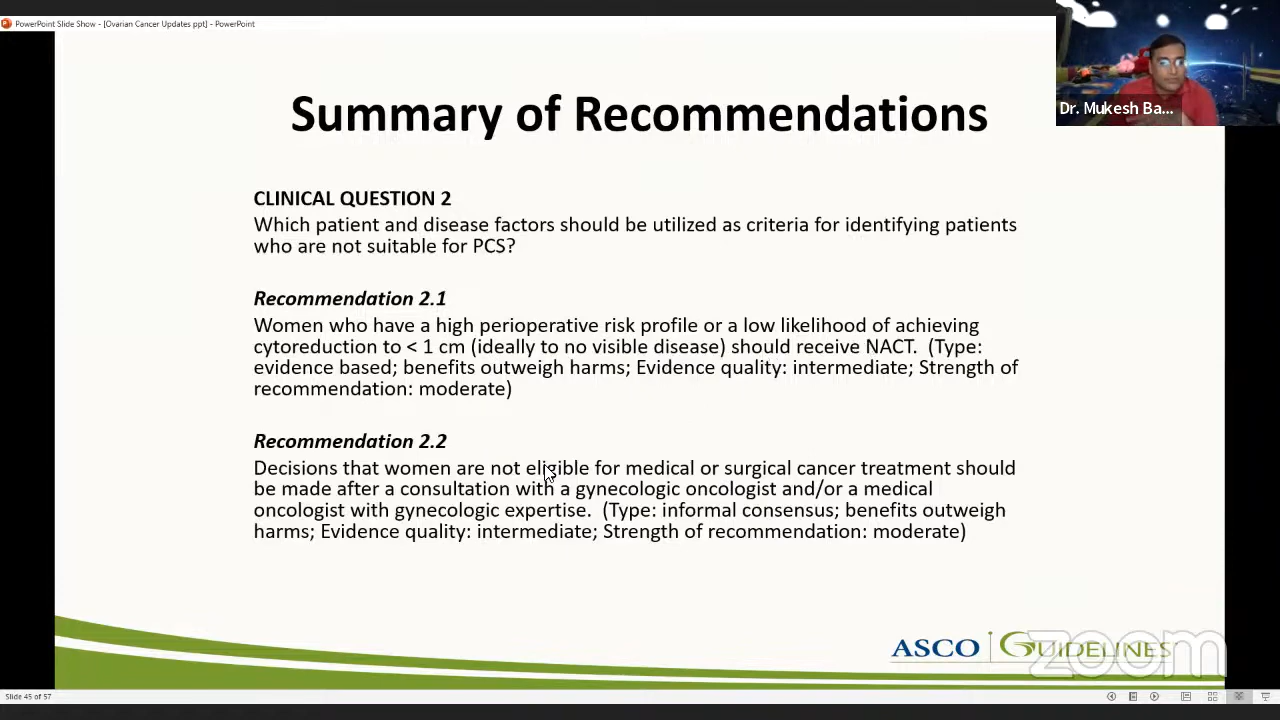 PowerPoint Slide Show - [Ovarian Cancer Updates ppt] - PowerPoint
Dr. Mukesh Ba...
Summary of Recommendations
CLINICAL QUESTION 2
Which patient and disease factors should be utilized as criteria for identifying patients
who are not suitable for PCS?
Recommendation 2.1
Women who have a high perioperative risk profile or a low likelihood of achieving
cytoreduction to < 1 cm (ideally to no visible disease) should receive NACT.  (Type:
evidence based; benefits outweigh harms; Evidence quality: intermediate; Strength of
recommendation: moderate)
Recommendation 2.2
Decisions that women are not eligible for medical or surgical cancer treatment should
be made after a consultation with a gynecologic oncologist and/or a medical
oncologist with gynecologic expertise.  (Type: informal consensus; benefits outweigh
harms; Evidence quality: intermediate; Strength of recommendation: moderate)
ASCO GUIDELINES
zoom
Slide 45 of 57